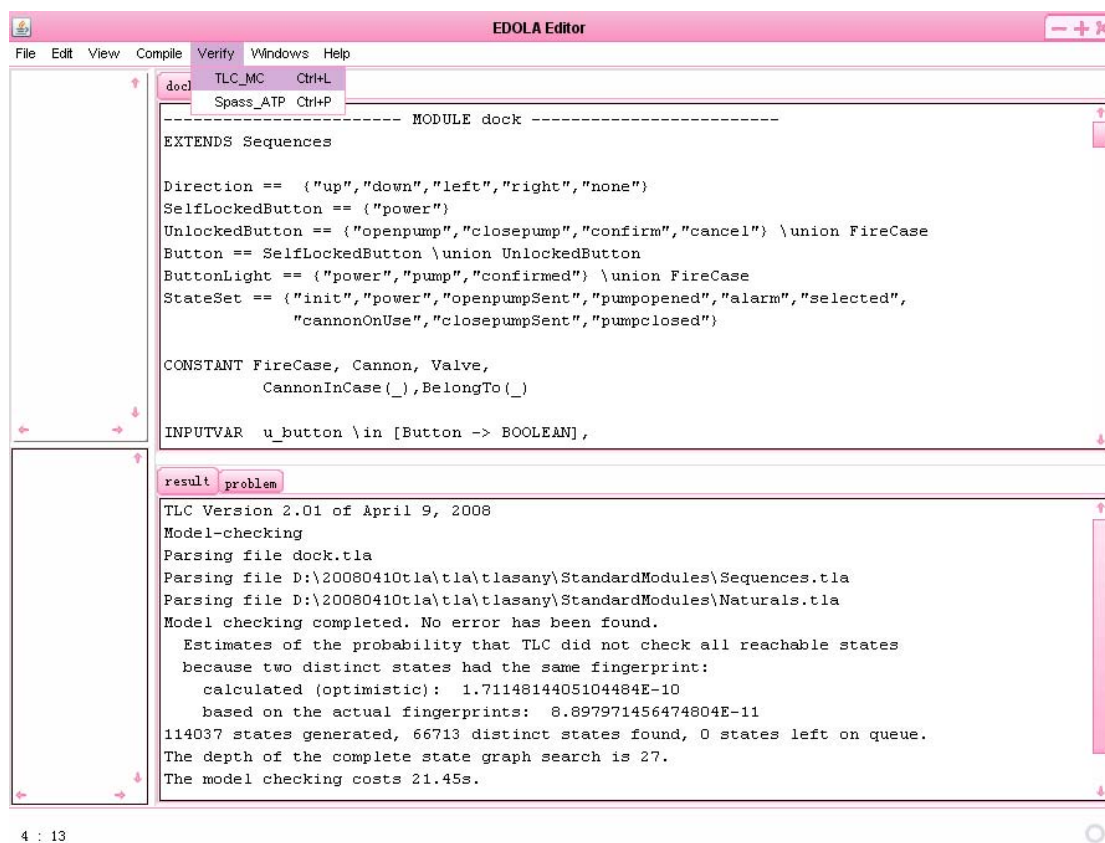 EDOLA Editor
File Edit View Compile Verify Windows Help
TLC_MC Ctrl+L
Spass_ATP Ctrl+P
------------------------ MODULE dock -------------------------
EXTENDS Sequences
Direction == {"up","down","left","right","none"}
SelfLockedButton == {"power"}
UnlockedButton == {"openpump","closepump","confirm","cancel"} \union FireCase
Button == SelfLockedButton \union UnlockedButton
ButtonLight == {"power","pump","confirmed"} \union FireCase
StateSet == {"init","power","openpumpSent","pumpopened","alarm","selected",
"cannonOnUse","closepumpSent","pumpclosed"}
CONSTANT FireCase, Cannon, Valve,
CannonInCase(_),BelongTo(_)
INPUTVAR u_button \in [Button -> BOOLEAN],
result problem
TLC Version 2.01 of April 9, 2008
Model-checking
Parsing file dock.tla
Parsing file D:\20080410tla\tla\tlasany\StandardModules\Sequences.tla
Parsing file D:\20080410tla\tla\tlasany\StandardModules\Naturals.tla
Model checking completed. No error has been found.
Estimates of the probability that TLC did not check all reachable states
because two distinct states had the same fingerprint:
calculated (optimistic): 1.7114814405104484E-10
based on the actual fingerprints: 8.897971456474804E-11
114037 states generated, 66713 distinct states found, 0 states left on queue.
The depth of the complete state graph search is 27.
The model checking costs 21.45s.
4 : 13